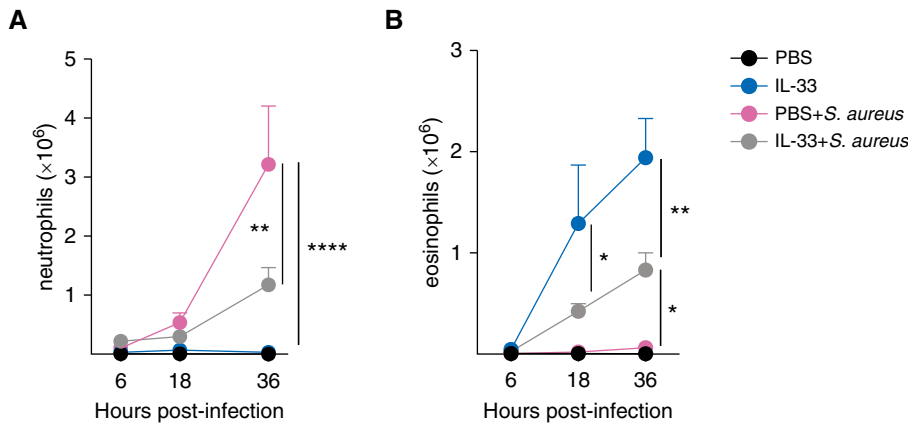 A
neutrophils (×10⁶)
5
4
3
2
1
**
****
6 18 36
Hours post-infection
B
eosinophils (×10⁶)
3
2
1
*
**
*
6 18 36
Hours post-infection
PBS
IL-33
PBS+S. aureus
IL-33+S. aureus